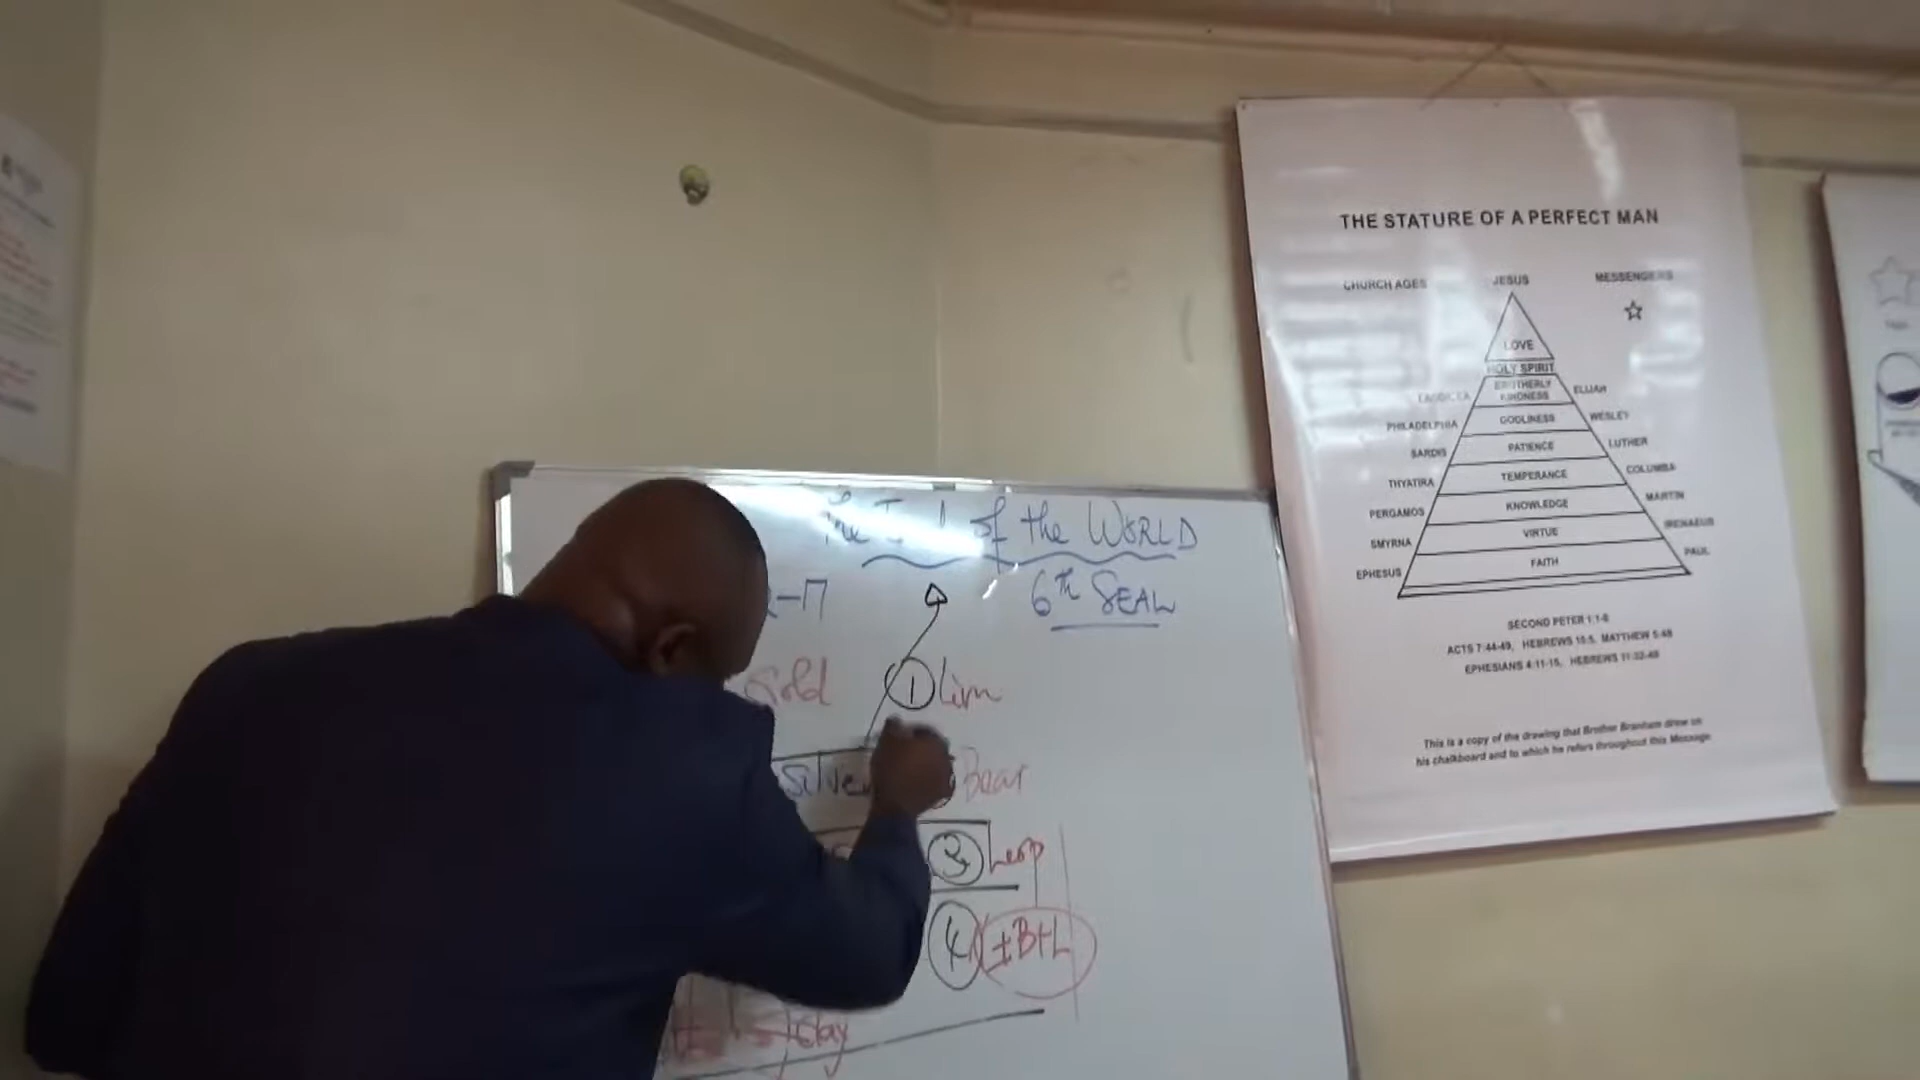 of the WORLD
6th SEAL
Gold ① Lion
Silver Bear
③ Leop
④ ±B+L
clay
THE STATURE OF A PERFECT MAN
CHURCH AGES JESUS MESSENGERS
LOVE
HOLY SPIRIT
LAODICEA BROTHERLY KINDNESS ELIJAH
PHILADELPHIA GODLINESS WESLEY
SARDIS PATIENCE LUTHER
THYATIRA TEMPERANCE COLUMBA
PERGAMOS KNOWLEDGE MARTIN
SMYRNA VIRTUE IRENAEUS
EPHESUS FAITH PAUL
SECOND PETER 1:1-8
ACTS 7:44-49, HEBREWS 10:5, MATTHEW 5:48
EPHESIANS 4:11-15, HEBREWS 11:32-40
This is a copy of the drawing that Brother Branham drew on
his chalkboard and to which he refers throughout this Message.